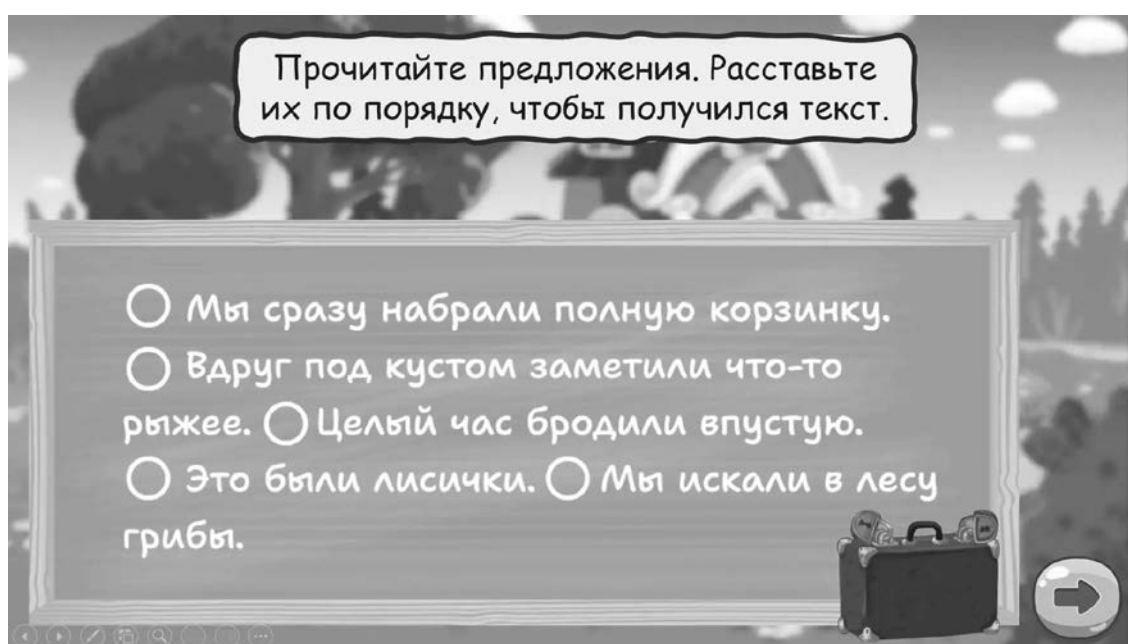 Прочитайте предложения. Расставьте
их по порядку, чтобы получился текст.
Мы сразу набрали полную корзинку.
Вдруг под кустом заметили что-то
рыжее. Целый час бродили впустую.
Это были лисички. Мы искали в лесу
грибы.